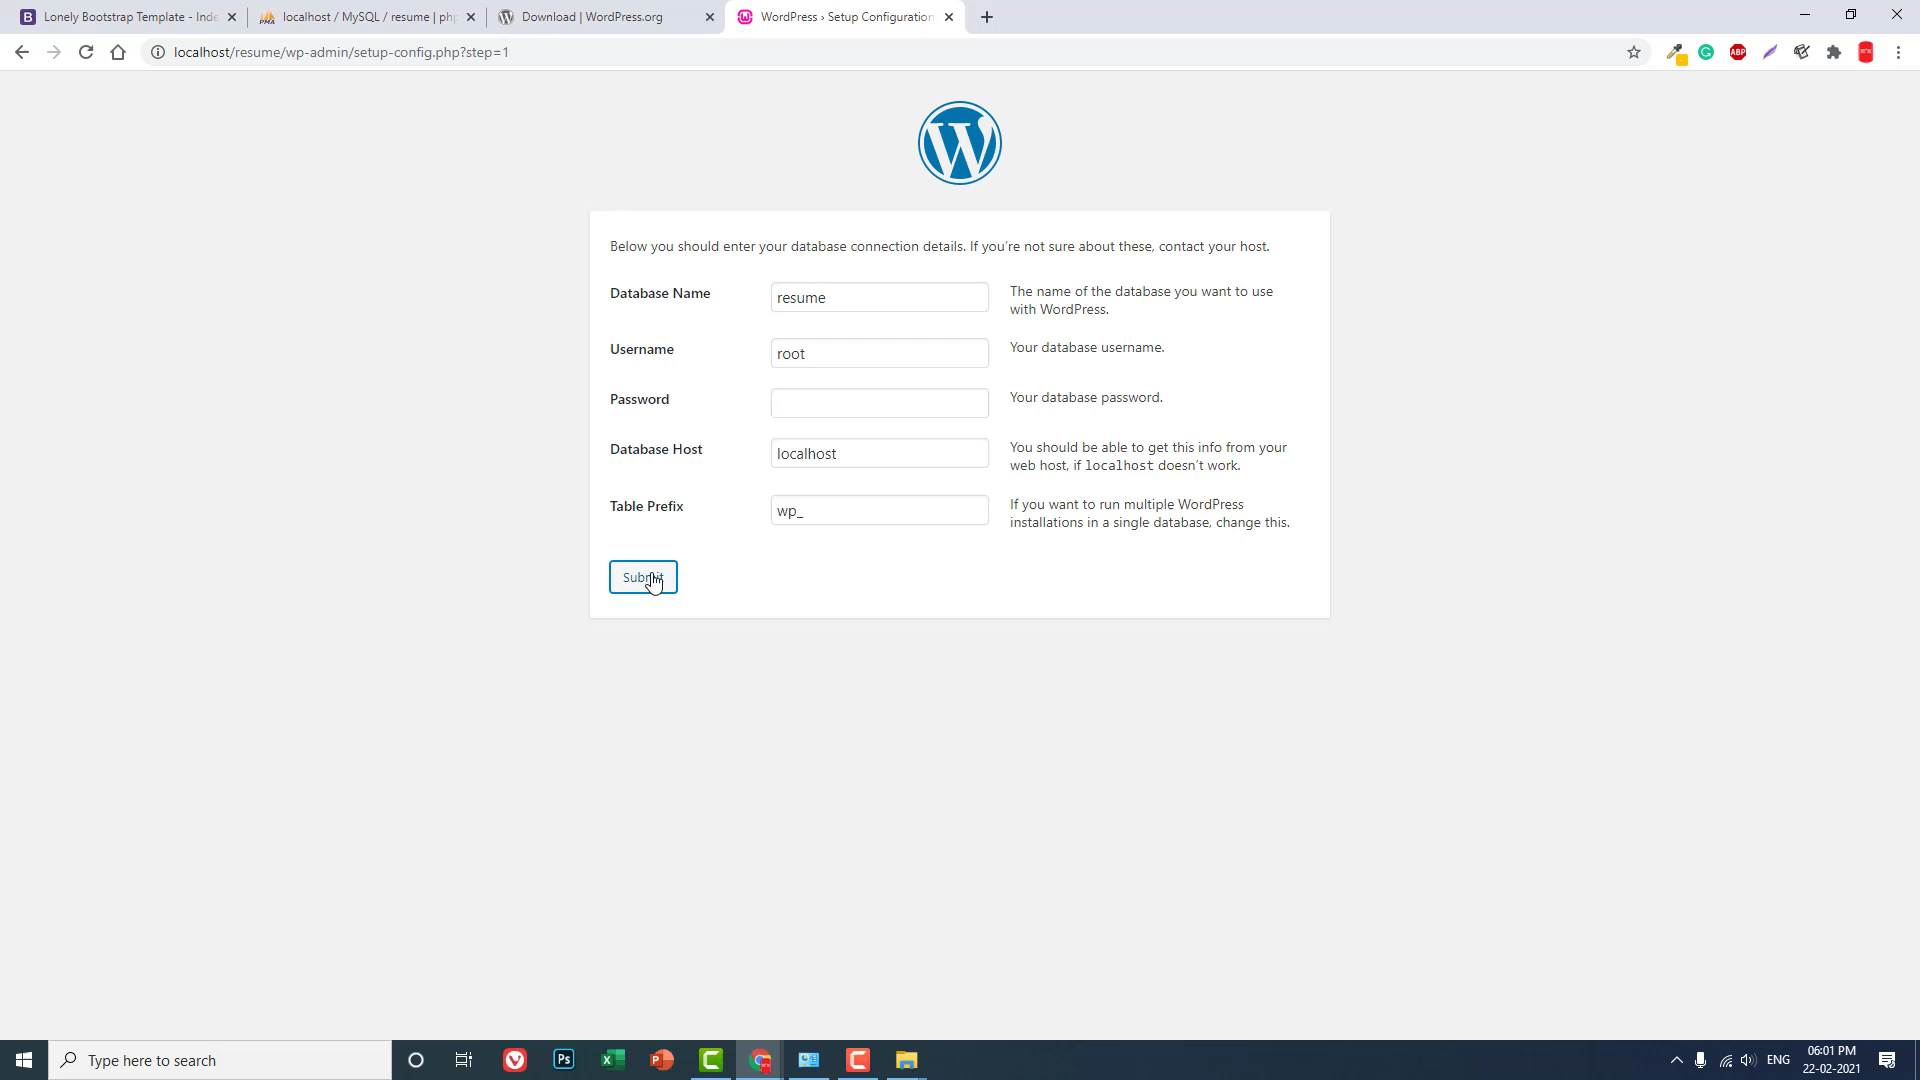 Lonely Bootstrap Template - Inde
localhost / MySQL / resume | php
Download | WordPress.org
WordPress › Setup Configuration
localhost/resume/wp-admin/setup-config.php?step=1
ABP
Below you should enter your database connection details. If you’re not sure about these, contact your host.
Database Name
resume
The name of the database you want to use
with WordPress.
Username
root
Your database username.
Password
Your database password.
Database Host
localhost
You should be able to get this info from your
web host, if localhost doesn’t work.
Table Prefix
wp_
If you want to run multiple WordPress
installations in a single database, change this.
Submit
Type here to search
Ps
ENG
06:01 PM
22-02-2021